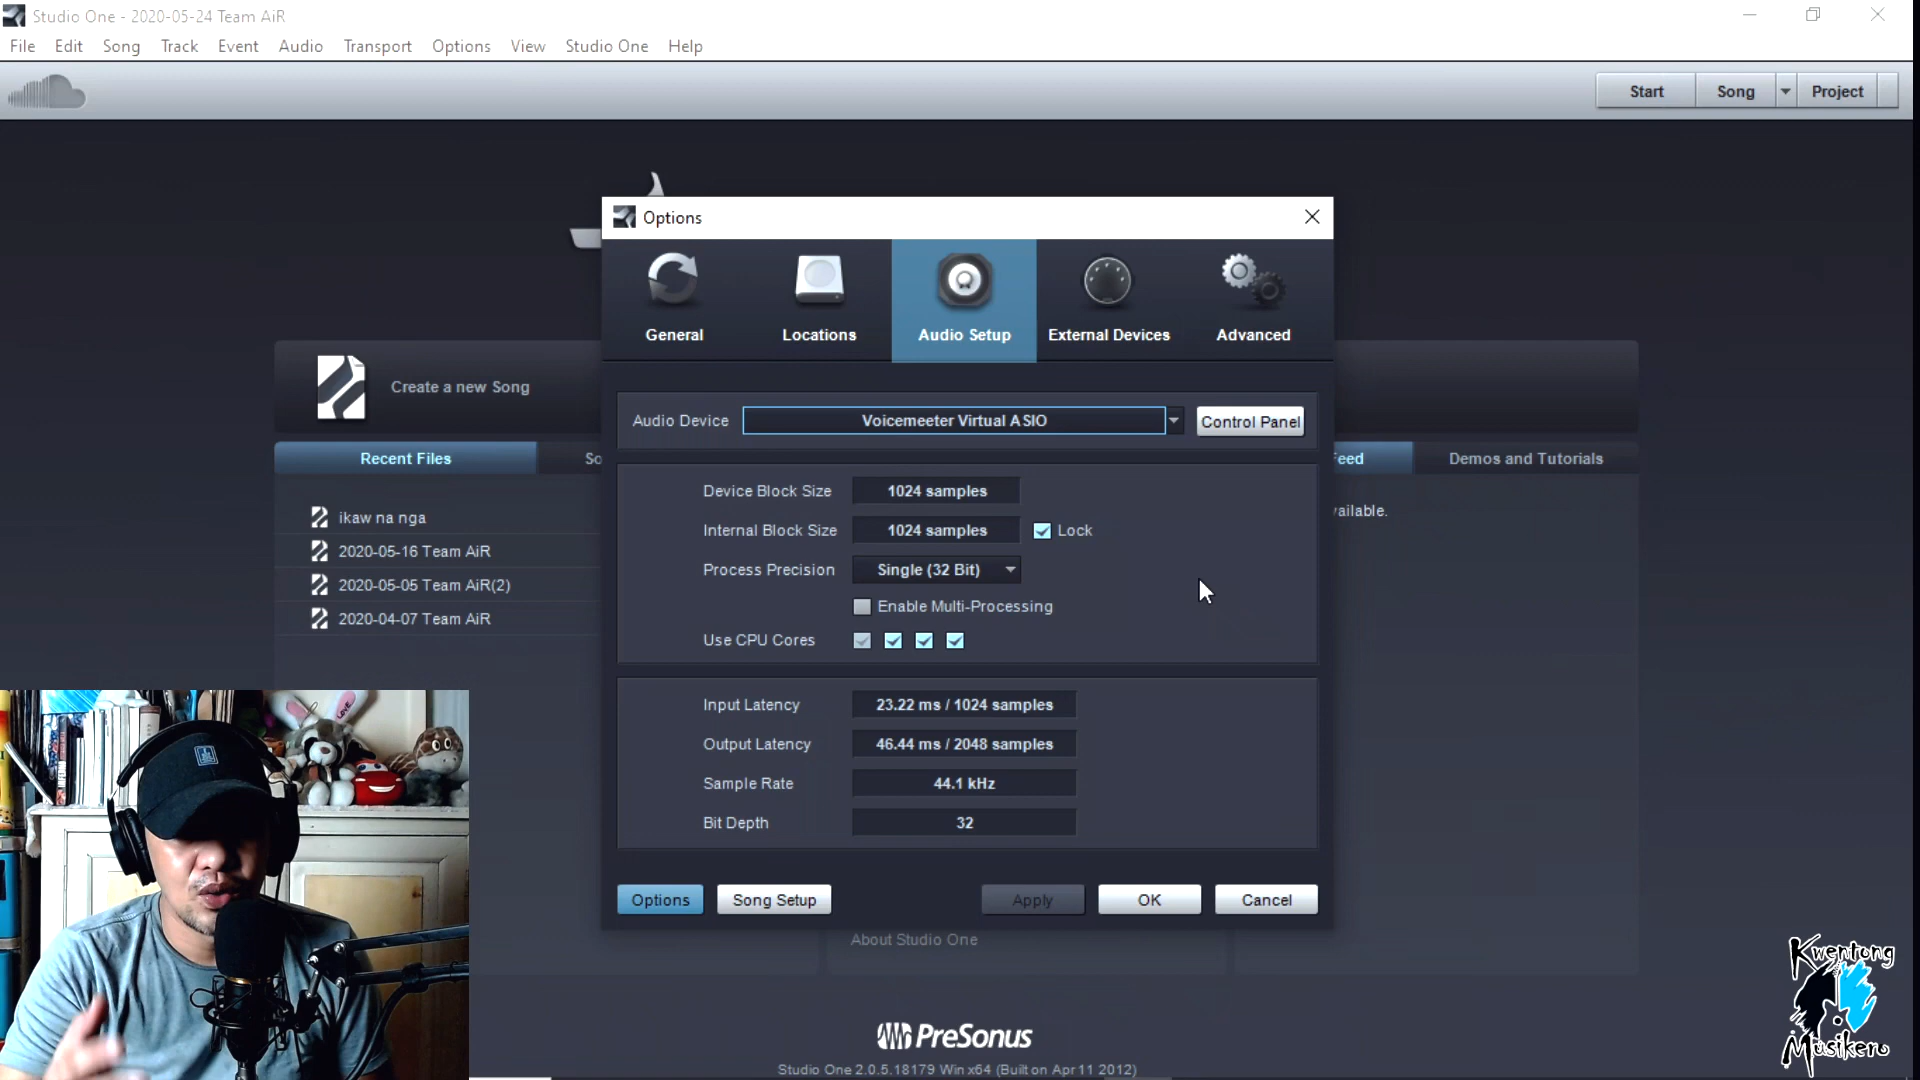 Studio One - 2020-05-24 Team AiR
File Edit Song Track Event Audio Transport Options View Studio One Help
Start Song Project
Options
General Locations Audio Setup External Devices Advanced
Create a new Song
Audio Device Voicemeeter Virtual ASIO Control Panel
Recent Files So Feed Demos and Tutorials
Device Block Size 1024 samples
ikaw na nga
vailable.
Internal Block Size 1024 samples Lock
2020-05-16 Team AiR
Process Precision Single (32 Bit)
2020-05-05 Team AiR(2)
Enable Multi-Processing
2020-04-07 Team AiR
Use CPU Cores
Input Latency 23.22 ms / 1024 samples
Output Latency 46.44 ms / 2048 samples
Sample Rate 44.1 kHz
Bit Depth 32
Options Song Setup Apply OK Cancel
About Studio One
LOVE
Kwentong
Musikero
PreSonus
Studio One 2.0.5.18179 Win x64 (Built on Apr 11 2012)